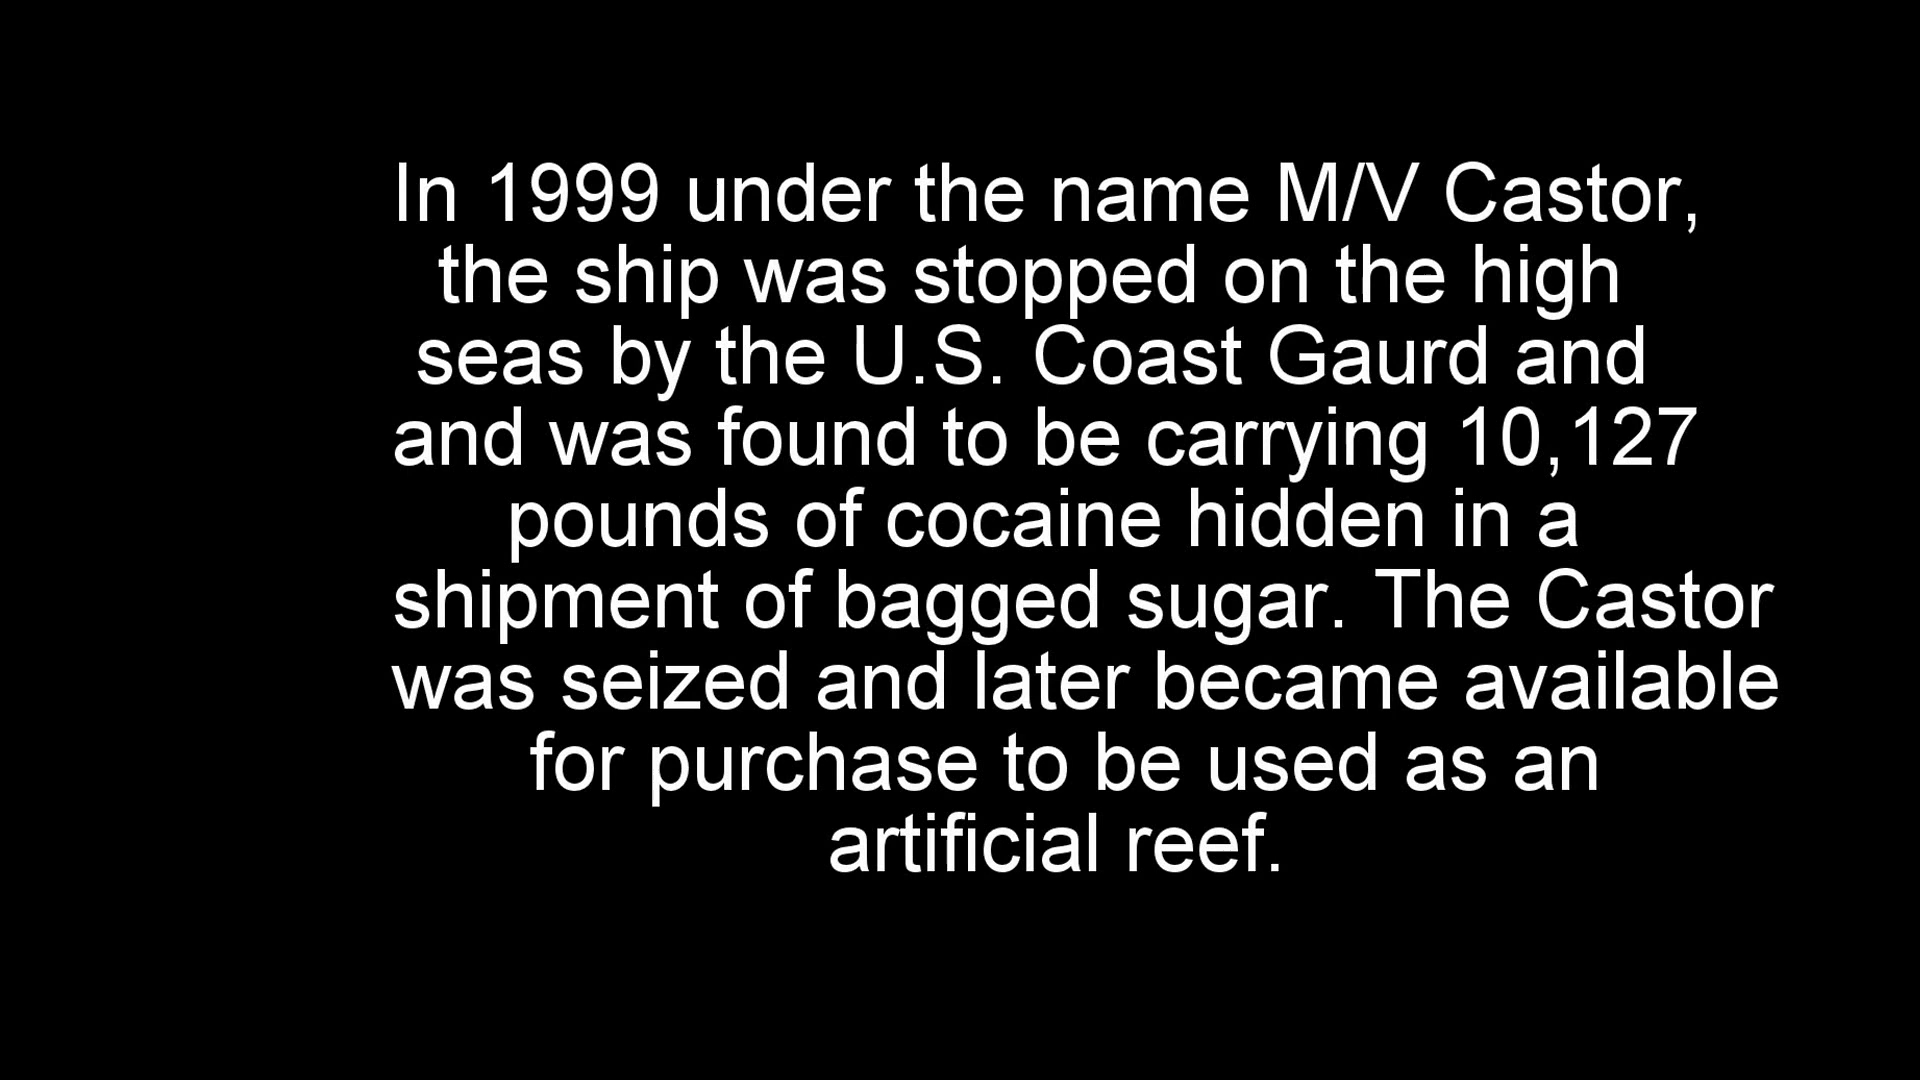 In 1999 under the name M/V Castor,
the ship was stopped on the high
seas by the U.S. Coast Gaurd and
and was found to be carrying 10,127
pounds of cocaine hidden in a
shipment of bagged sugar. The Castor
was seized and later became available
for purchase to be used as an
artificial reef.